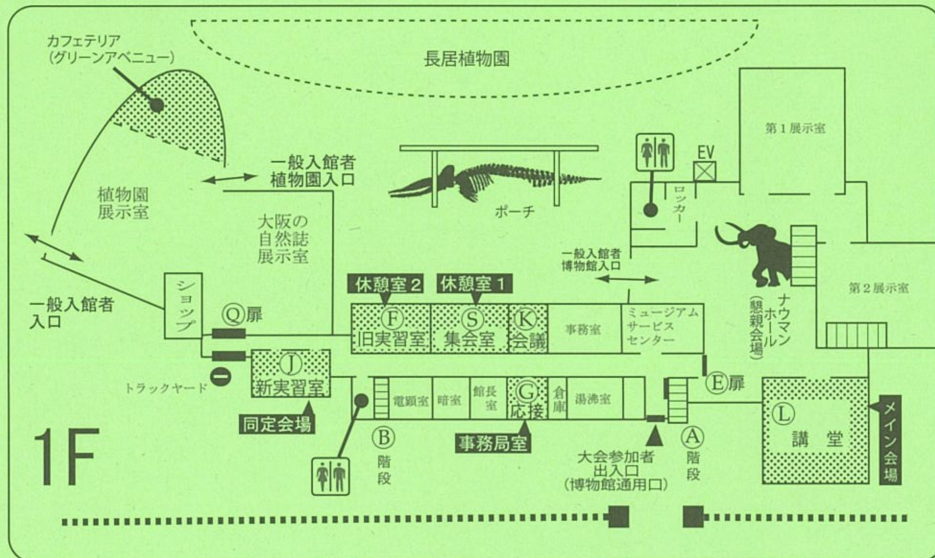 カフェテリア
(グリーンアベニュー)
長居植物園
第1展示室
EV
ロッカー
一般入館者
植物園入口
植物園
展示室
大阪の
自然誌
展示室
ポーチ
一般入館者
博物館入口
一般入館者
入口
ショップ
Ⓠ扉
休憩室2
休憩室1
Ⓕ
旧実習室
Ⓢ
集会室
Ⓚ
会議
事務室
ミュージアム
サービス
センター
ナウマン
ホール
(懇親会場)
第2展示室
トラックヤード
Ⓙ
新実習室
同定会場
電顕室
暗室
館長室
Ⓖ
応接
倉庫
湯沸室
Ⓔ扉
Ⓛ
講堂
メイン会場
1F
Ⓑ
階段
事務局室
大会参加者
出入口
(博物館通用口)
Ⓐ
階段